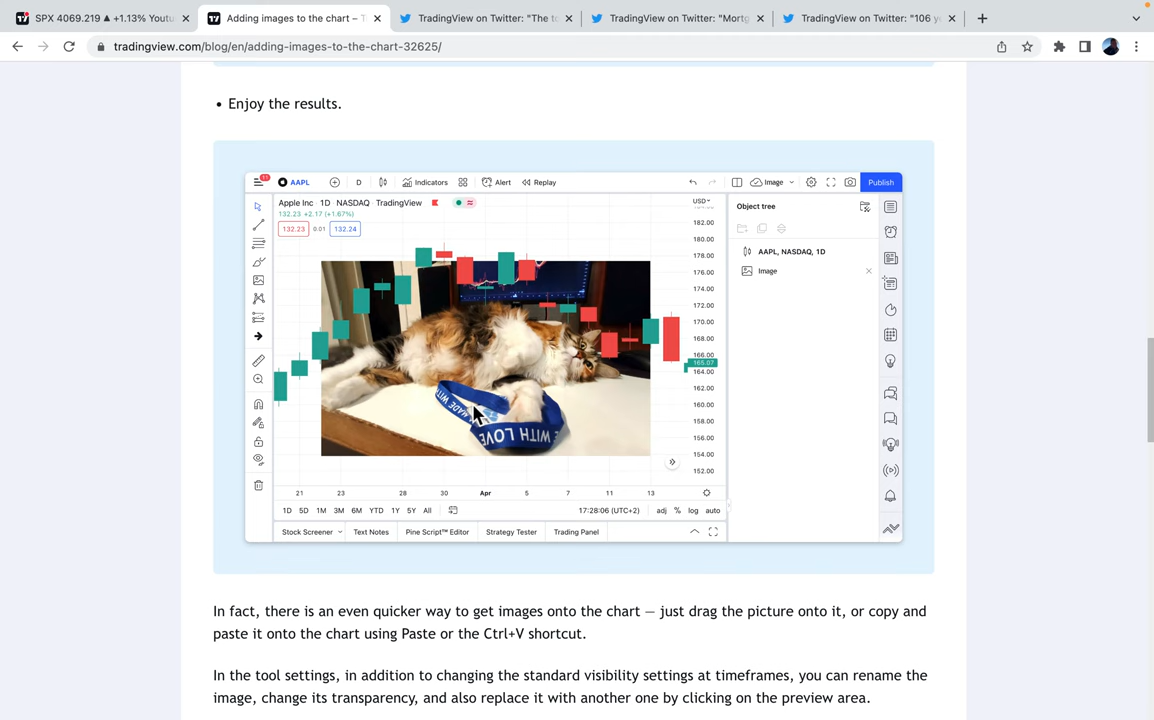 SPX 4069.219 ▲ +1.13% Youtu
Adding images to the chart – T
TradingView on Twitter: "The to
TradingView on Twitter: "Mortg
TradingView on Twitter: "106 y
tradingview.com/blog/en/adding-images-to-the-chart-32625/
• Enjoy the results.
AAPL D Indicators Alert Replay Image Publish
Apple Inc 1D NASDAQ TradingView
132.23 +2.17 (+1.67%)
132.23 0.01 132.24
USD
182.00
180.00
178.00
176.00
174.00
172.00
170.00
168.00
166.00
165.07
164.00
162.00
160.00
158.00
156.00
154.00
152.00
Object tree
AAPL, NASDAQ, 1D
Image
MADE WIT
WITH LOVE
21 23 28 30 Apr 5 7 11 13
1D 5D 1M 3M 6M YTD 1Y 5Y All 17:28:06 (UTC+2) adj % log auto
Stock Screener Text Notes Pine Script™ Editor Strategy Tester Trading Panel
In fact, there is an even quicker way to get images onto the chart — just drag the picture onto it, or copy and
paste it onto the chart using Paste or the Ctrl+V shortcut.
In the tool settings, in addition to changing the standard visibility settings at timeframes, you can rename the
image, change its transparency, and also replace it with another one by clicking on the preview area.